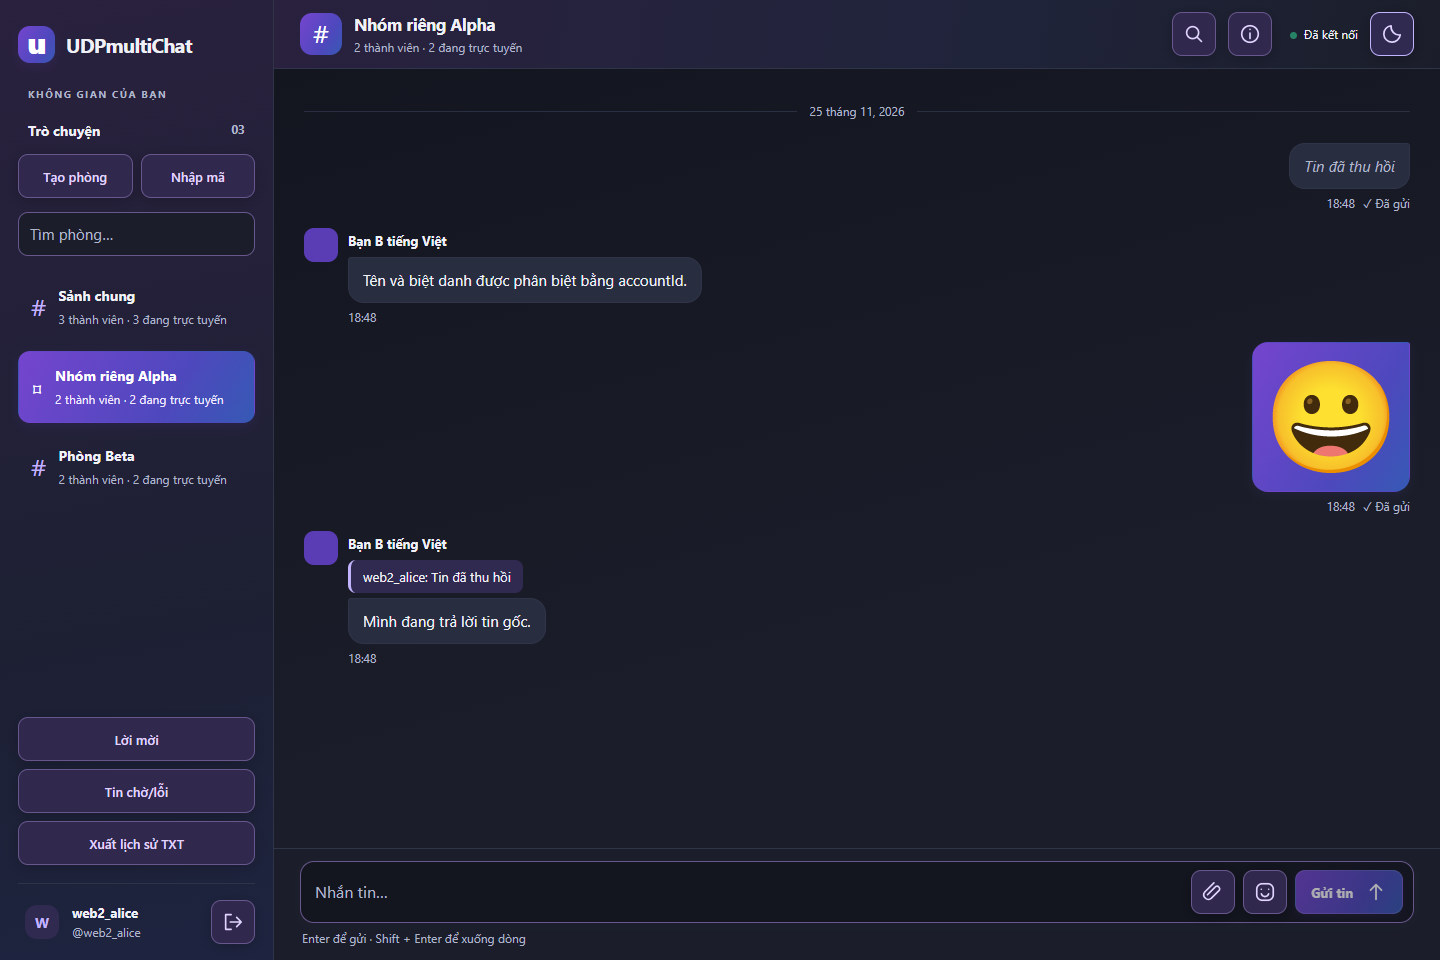 u UDPmultiChat
KHÔNG GIAN CỦA BẠN
Trò chuyện 03
Tạo phòng Nhập mã
Tìm phòng...
# Sảnh chung
3 thành viên · 3 đang trực tuyến
¤ Nhóm riêng Alpha
2 thành viên · 2 đang trực tuyến
# Phòng Beta
2 thành viên · 2 đang trực tuyến
Lời mời
Tin chờ/lỗi
Xuất lịch sử TXT
W web2_alice
@web2_alice
# Nhóm riêng Alpha
2 thành viên · 2 đang trực tuyến
Đã kết nối
25 tháng 11, 2026
Tin đã thu hồi
18:48 ✓ Đã gửi
Bạn B tiếng Việt
Tên và biệt danh được phân biệt bằng accountId.
18:48
18:48 ✓ Đã gửi
Bạn B tiếng Việt
web2_alice: Tin đã thu hồi
Mình đang trả lời tin gốc.
18:48
Nhắn tin...
Gửi tin
Enter để gửi · Shift + Enter để xuống dòng